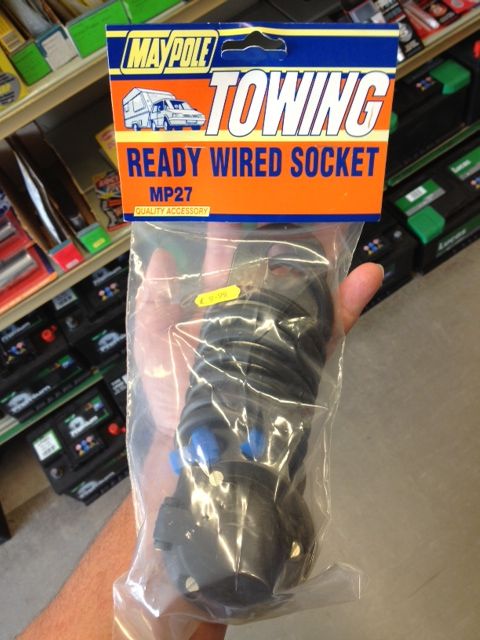 MAYPOLE
TOWING
READY WIRED SOCKET
MP27
QUALITY ACCESSORY